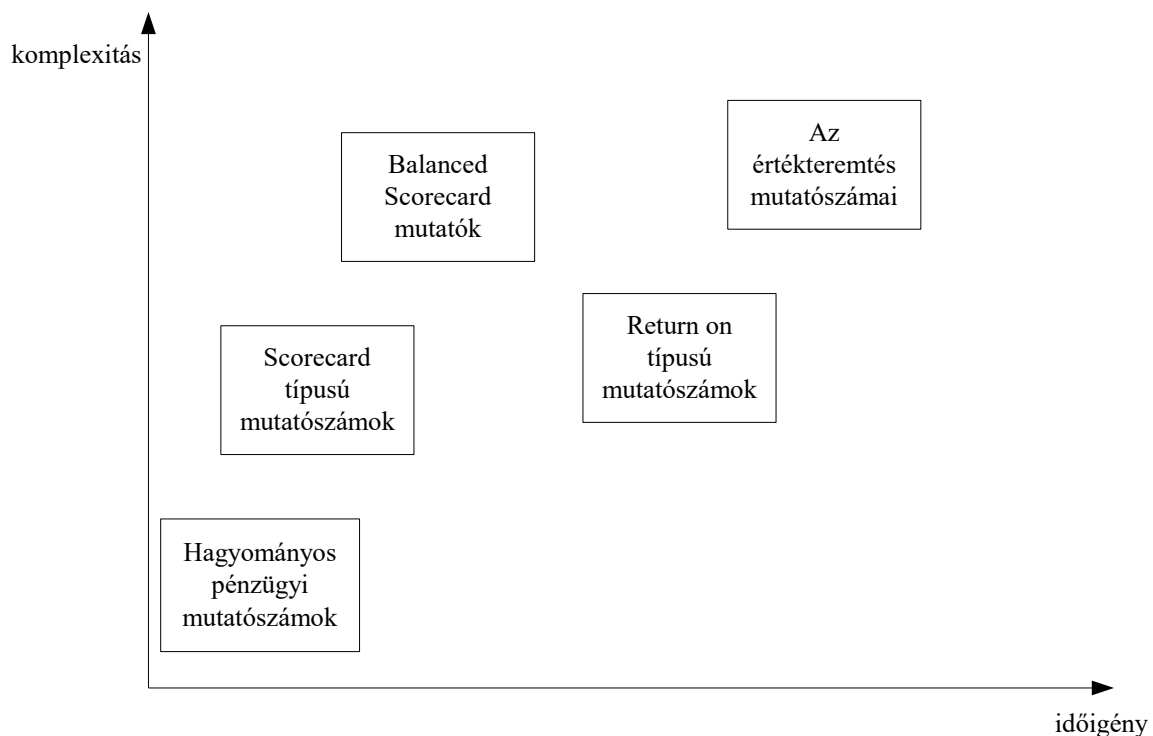 komplexitás
Az
értékteremtés
mutatószámai
Balanced
Scorecard
mutatók
Return on
típusú
mutatószámok
Scorecard
típusú
mutatószámok
Hagyományos
pénzügyi
mutatószámok
időigény